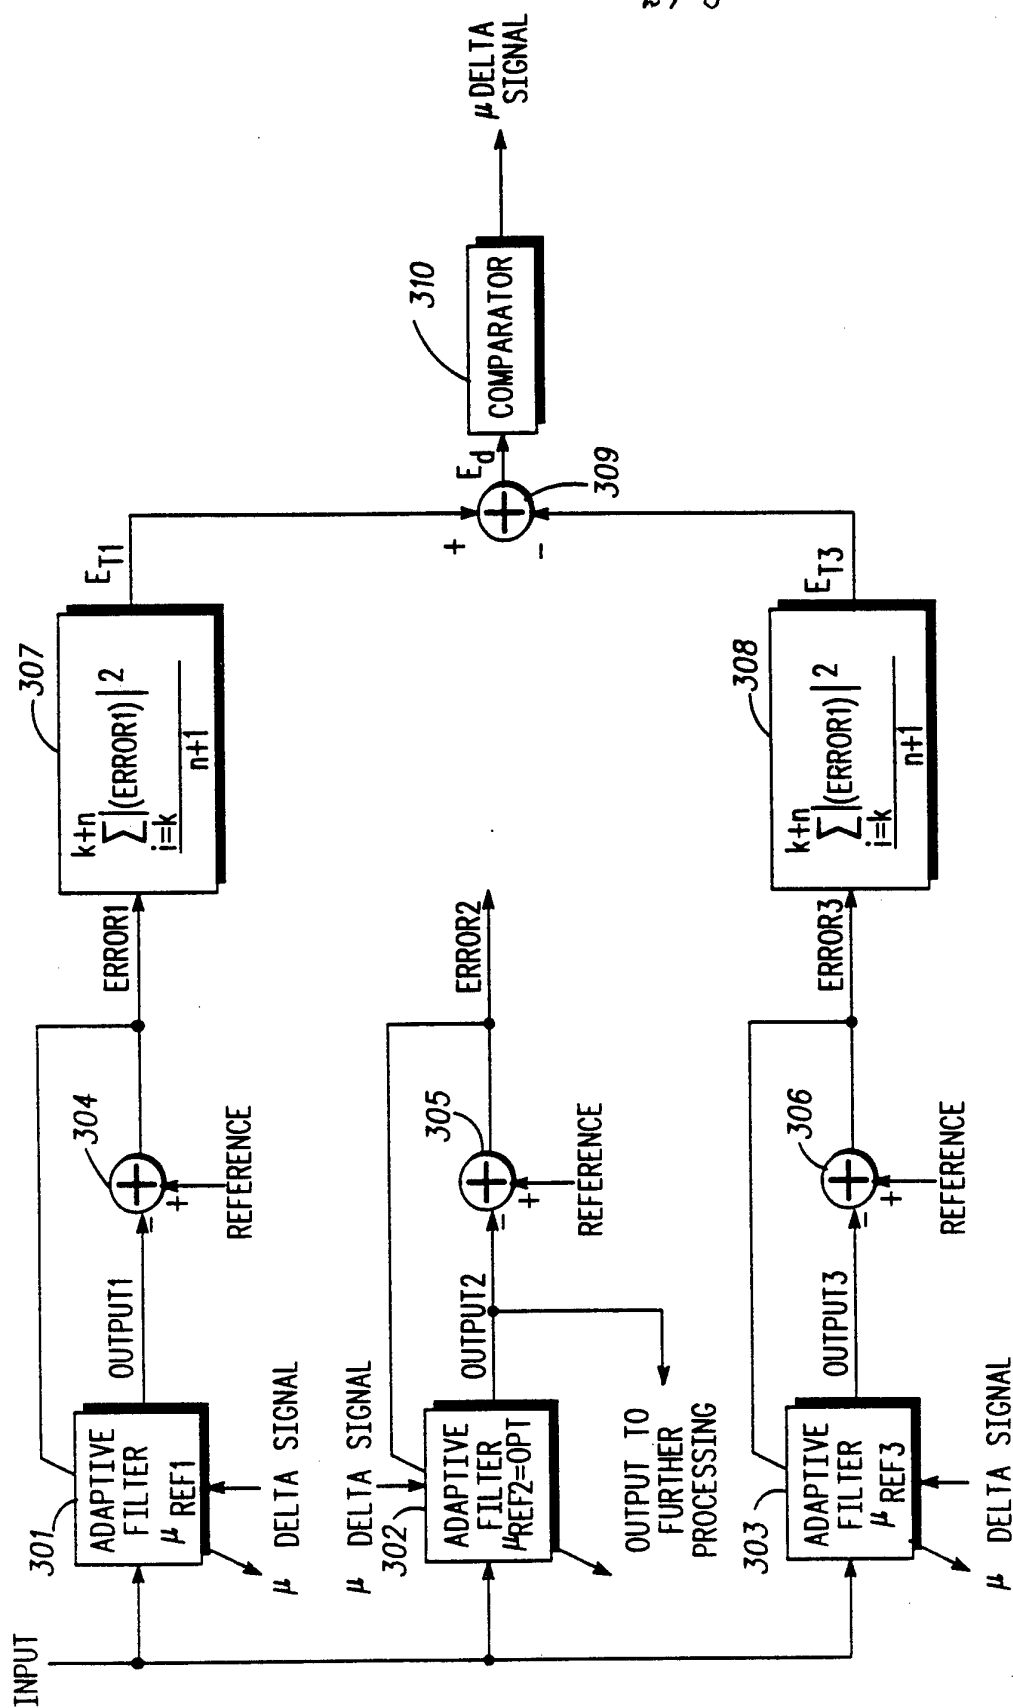 INPUT
301
ADAPTIVE
FILTER
μ REF1
μ DELTA SIGNAL
OUTPUT1
304
-
+
REFERENCE
ERROR1
307
k+n
∑|(ERROR1)|2
i=k
n+1
ET1
μ DELTA SIGNAL
302
ADAPTIVE
FILTER
μREF2=OPT
OUTPUT2
OUTPUT TO
FURTHER
PROCESSING
305
-
+
REFERENCE
ERROR2
+
-
309
Ed
310
COMPARATOR
μ DELTA
SIGNAL
303
ADAPTIVE
FILTER
μ REF3
μ DELTA SIGNAL
OUTPUT3
306
-
+
REFERENCE
ERROR3
308
k+n
∑|(ERROR1)|2
i=k
n+1
ET3